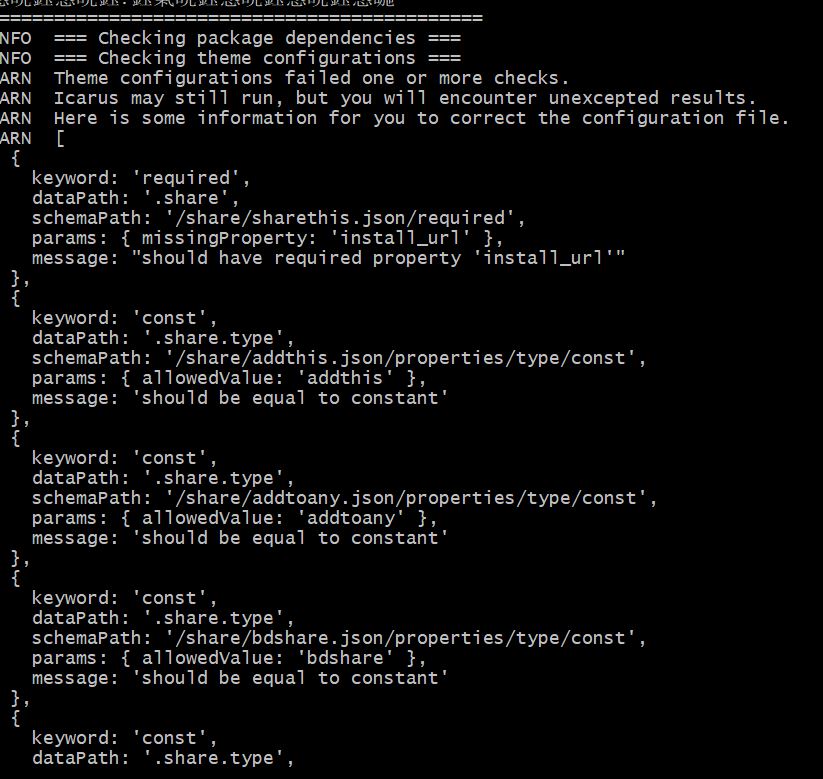 ==============================================
NFO  === Checking package dependencies ===
NFO  === Checking theme configurations ===
ARN  Theme configurations failed one or more checks.
ARN  Icarus may still run, but you will encounter unexcepted results.
ARN  Here is some information for you to correct the configuration file.
ARN  [
{
keyword: 'required',
dataPath: '.share',
schemaPath: '/share/sharethis.json/required',
params: { missingProperty: 'install_url' },
message: "should have required property 'install_url'"
},
{
keyword: 'const',
dataPath: '.share.type',
schemaPath: '/share/addthis.json/properties/type/const',
params: { allowedValue: 'addthis' },
message: 'should be equal to constant'
},
{
keyword: 'const',
dataPath: '.share.type',
schemaPath: '/share/addtoany.json/properties/type/const',
params: { allowedValue: 'addtoany' },
message: 'should be equal to constant'
},
{
keyword: 'const',
dataPath: '.share.type',
schemaPath: '/share/bdshare.json/properties/type/const',
params: { allowedValue: 'bdshare' },
message: 'should be equal to constant'
},
{
keyword: 'const',
dataPath: '.share.type',